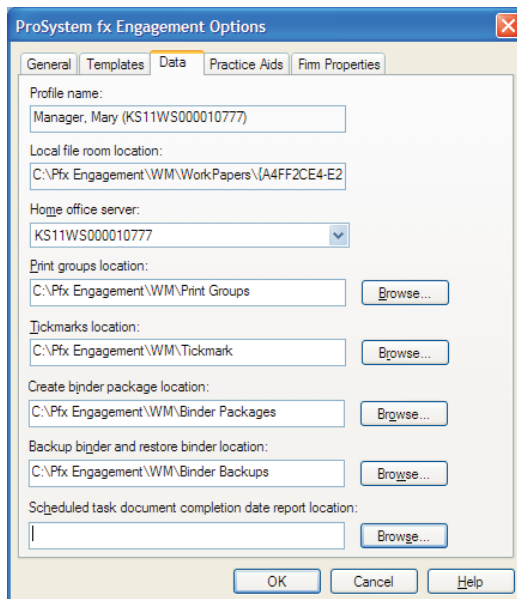 ProSystem fx Engagement Options
General Templates Data Practice Aids Firm Properties
Profile name:
Manager, Mary (KS11WS000010777)
Local file room location:
C:\Pfx Engagement\WM\WorkPapers\{A4FF2CE4-E2
Home office server:
KS11WS000010777
Print groups location:
C:\Pfx Engagement\WM\Print Groups Browse...
Tickmarks location:
C:\Pfx Engagement\WM\Tickmark Browse...
Create binder package location:
C:\Pfx Engagement\WM\Binder Packages Browse...
Backup binder and restore binder location:
C:\Pfx Engagement\WM\Binder Backups Browse...
Scheduled task document completion date report location:
Browse...
OK Cancel Help